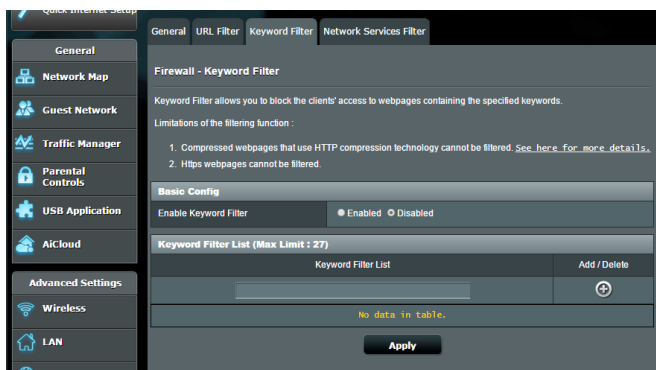 Quick Internet Setup
General
Network Map
Guest Network
Traffic Manager
Parental
Controls
USB Application
AiCloud
Advanced Settings
Wireless
LAN
General URL Filter Keyword Filter Network Services Filter
Firewall - Keyword Filter
Keyword Filter allows you to block the clients' access to webpages containing the specified keywords.
Limitations of the filtering function :
1. Compressed webpages that use HTTP compression technology cannot be filtered. See here for more details.
2. Https webpages cannot be filtered.
Basic Config
Enable Keyword Filter Enabled Disabled
Keyword Filter List (Max Limit : 27)
Keyword Filter List Add / Delete
No data in table.
Apply